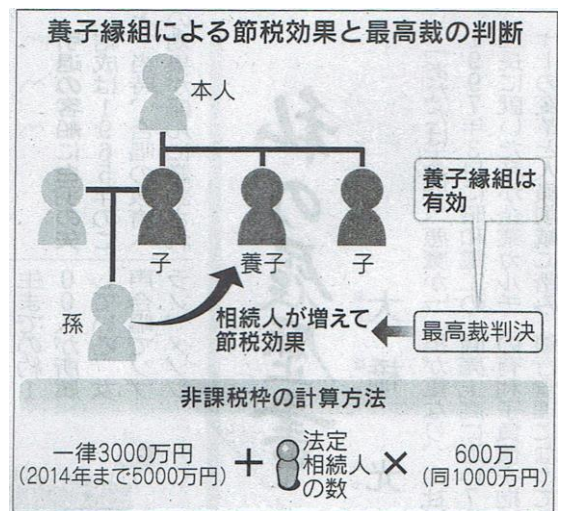 養子縁組による節税効果と最高裁の判断
本人
子
養子
子
養子縁組は
有効
孫
相続人が増えて
節税効果
最高裁判決
非課税枠の計算方法
一律3000万円
(2014年まで5000万円)
+
法定
相続人
の数
×
600万
(同1000万円)